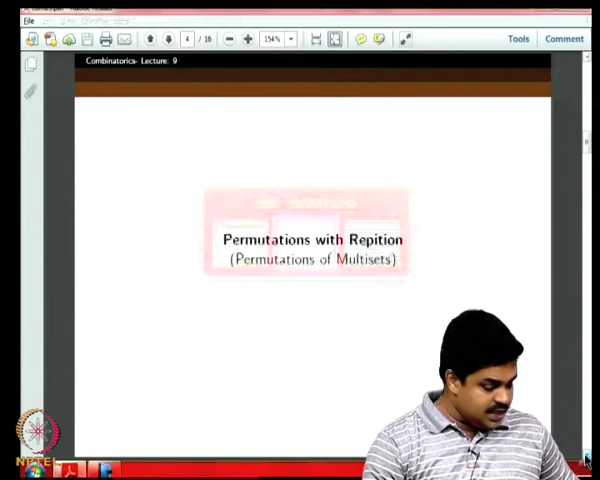 File
4 / 16
154%
Tools
Comment
Combinatorics- Lecture: 9
Permutations with Repition
(Permutations of Multisets)
NPTEL